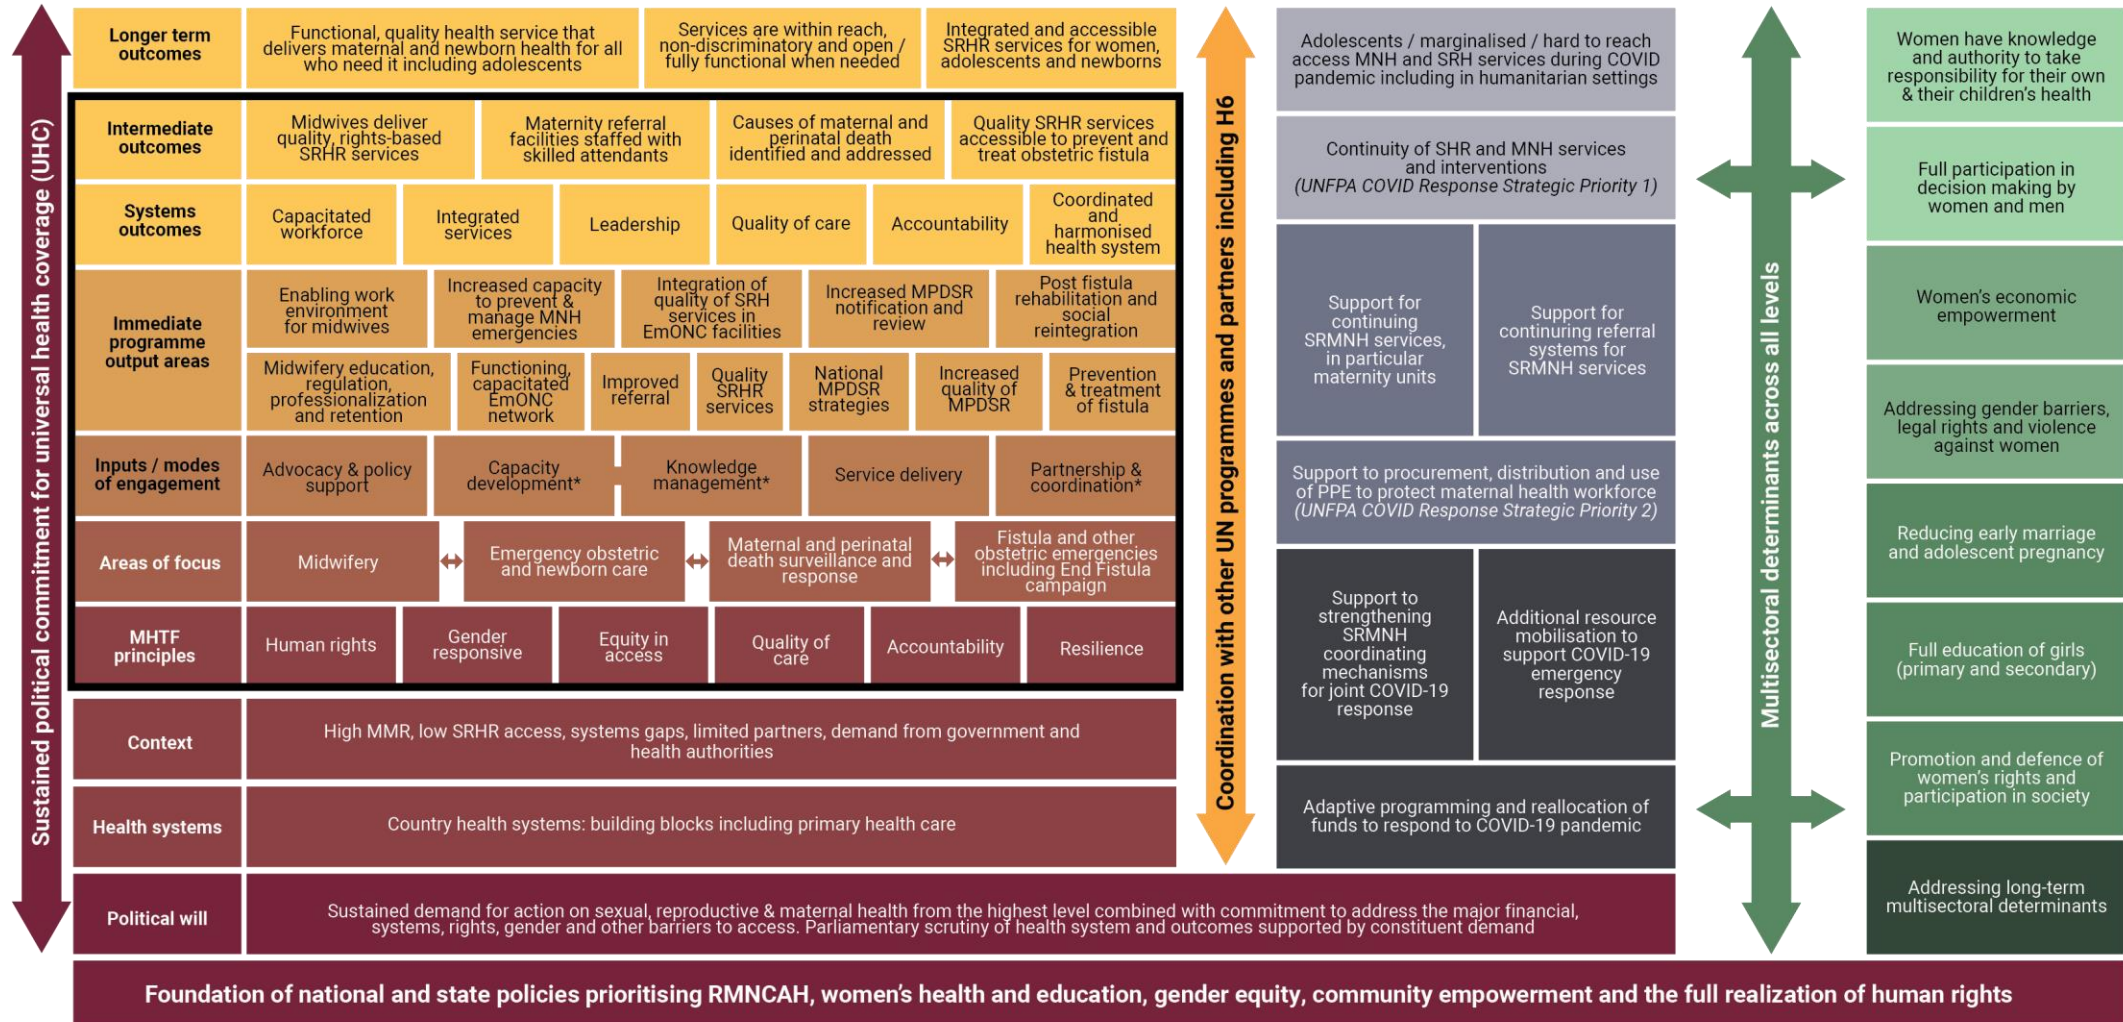 Sustained political commitment for universal health coverage (UHC)
Longer term
outcomes
Functional, quality health service that
delivers maternal and newborn health for all
who need it including adolescents
Services are within reach,
non-discriminatory and open /
fully functional when needed
Integrated and accessible
SRHR services for women,
adolescents and newborns
Intermediate
outcomes
Midwives deliver
quality, rights-based
SRHR services
Maternity referral
facilities staffed with
skilled attendants
Causes of maternal and
perinatal death
identified and addressed
Quality SRHR services
accessible to prevent and
treat obstetric fistula
Systems
outcomes
Capacitated
workforce
Integrated
services
Leadership
Quality of care
Accountability
Coordinated
and
harmonised
health system
Immediate
programme
output areas
Enabling work
environment
for midwives
Increased capacity
to prevent &
manage MNH
emergencies
Integration of
quality of SRH
services in
EmONC facilities
Increased MPDSR
notification and
review
Post fistula
rehabilitation and
social
reintegration
Midwifery education,
regulation,
professionalization
and retention
Functioning,
capacitated
EmONC
network
Improved
referral
Quality
SRHR
services
National
MPDSR
strategies
Increased
quality of
MPDSR
Prevention
& treatment
of fistula
Inputs / modes
of engagement
Advocacy & policy
support
Capacity
development*
Knowledge
management*
Service delivery
Partnership &
coordination*
Areas of focus
Midwifery
Emergency obstetric
and newborn care
Maternal and perinatal
death surveillance and
response
Fistula and other
obstetric emergencies
including End Fistula
campaign
MHTF
principles
Human rights
Gender
responsive
Equity in
access
Quality of
care
Accountability
Resilience
Context
High MMR, low SRHR access, systems gaps, limited partners, demand from government and
health authorities
Health systems
Country health systems: building blocks including primary health care
Political will
Sustained demand for action on sexual, reproductive & maternal health from the highest level combined with commitment to address the major financial,
systems, rights, gender and other barriers to access. Parliamentary scrutiny of health system and outcomes supported by constituent demand
Coordination with other UN programmes and partners including H6
Adolescents / marginalised / hard to reach
access MNH and SRH services during COVID
pandemic including in humanitarian settings
Continuity of SHR and MNH services
and interventions
(UNFPA COVID Response Strategic Priority 1)
Support for
continuing
SRMNH services,
in particular
maternity units
Support for
continuring referral
systems for
SRMNH services
Support to procurement, distribution and use
of PPE to protect maternal health workforce
(UNFPA COVID Response Strategic Priority 2)
Support to
strengthening
SRMNH
coordinating
mechanisms
for joint COVID-19
response
Additional resource
mobilisation to
support COVID-19
emergency
response
Adaptive programming and reallocation of
funds to respond to COVID-19 pandemic
Multisectoral determinants across all levels
Women have knowledge
and authority to take
responsibility for their own
& their children's health
Full participation in
decision making by
women and men
Women's economic
empowerment
Addressing gender barriers,
legal rights and violence
against women
Reducing early marriage
and adolescent pregnancy
Full education of girls
(primary and secondary)
Promotion and defence of
women's rights and
participation in society
Addressing long-term
multisectoral determinants
Foundation of national and state policies prioritising RMNCAH, women's health and education, gender equity, community empowerment and the full realization of human rights